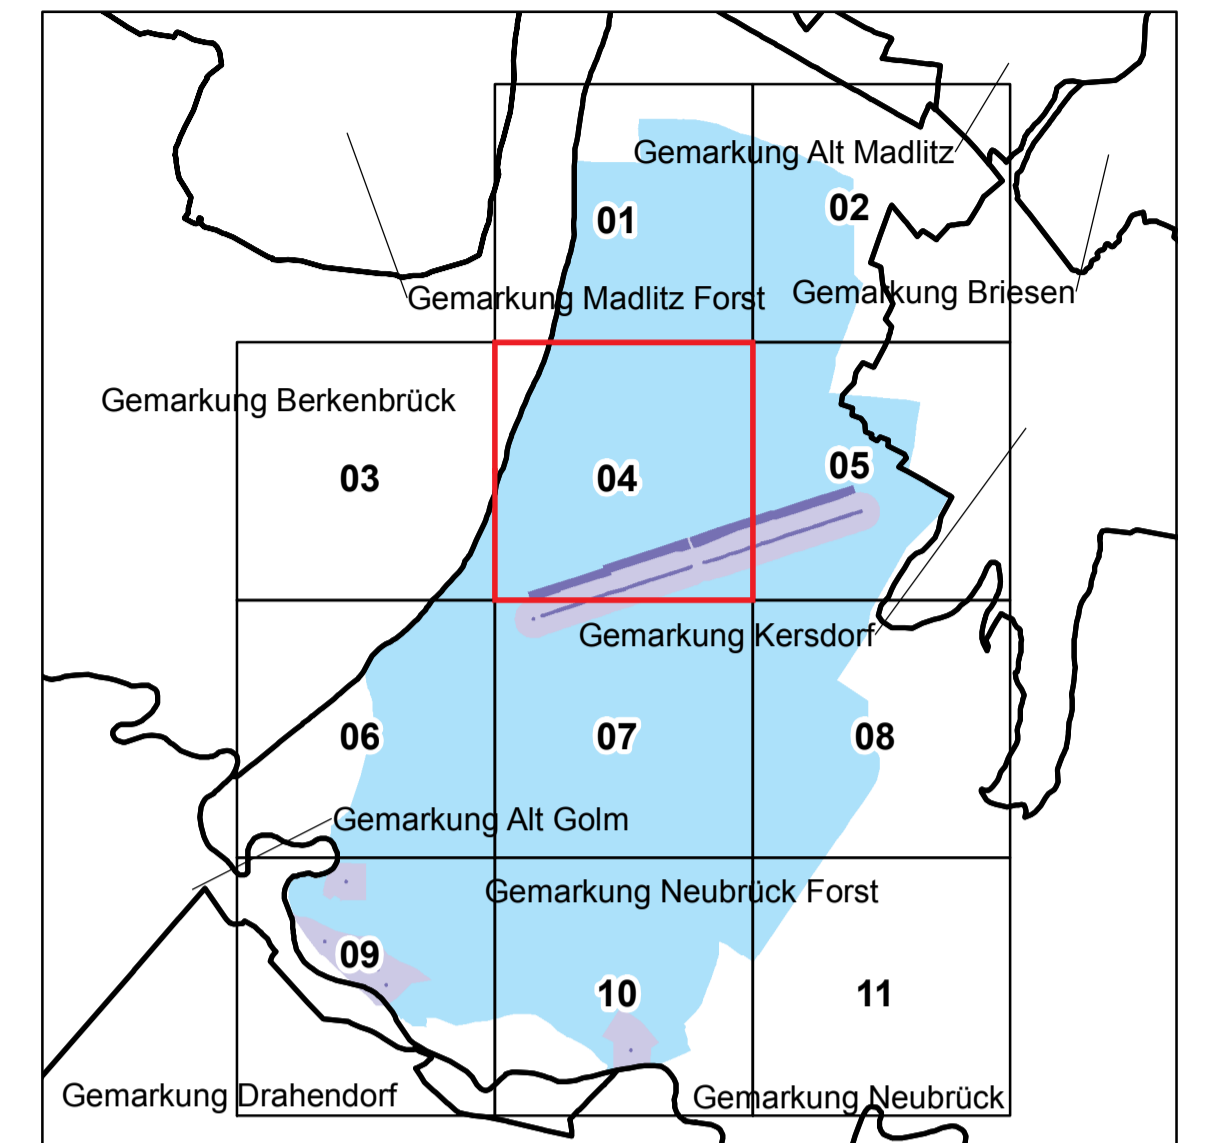 Gemarkung Alt Madlitz
01
02
Gemarkung Madlitz Forst
Gemarkung Briesen
Gemarkung Berkenbrück
03
04
05
Gemarkung Kersdorf
06
07
08
Gemarkung Alt Golm
Gemarkung Neubrück Forst
09
10
11
Gemarkung Drahendorf
Gemarkung Neubrück